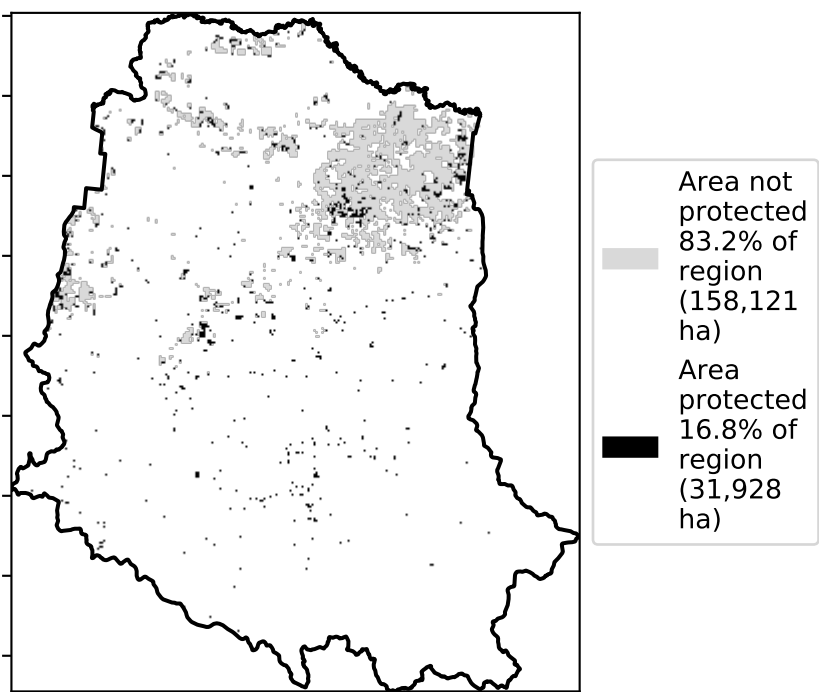 Area not
protected
83.2% of
region
(158,121
ha)
Area
protected
16.8% of
region
(31,928
ha)